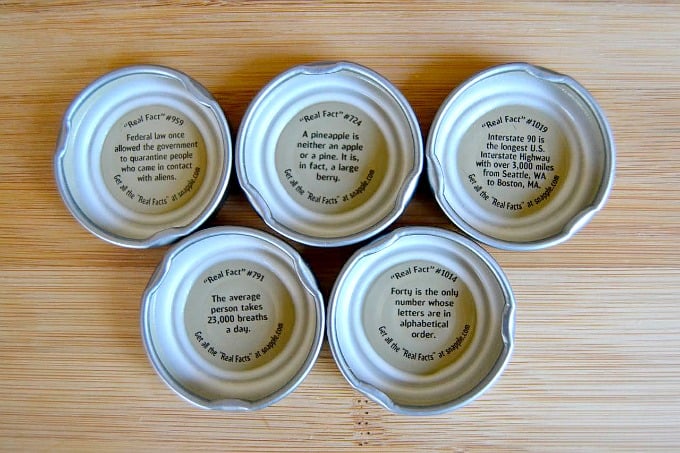 "Real Fact" #959
Federal law once
allowed the government
to quarantine people
who came in contact
with aliens.
Get all the "Real Facts" at snapple.com
"Real Fact" #724
A pineapple is
neither an apple
or a pine. It is,
in fact, a large
berry.
Get all the "Real Facts" at snapple.com
"Real Fact" #1019
Interstate 90 is
the longest U.S.
Interstate Highway
with over 3,000 miles
from Seattle, WA
to Boston, MA.
Get all the "Real Facts" at snapple.com
"Real Fact" #791
The average
person takes
23,000 breaths
a day.
Get all the "Real Facts" at snapple.com
"Real Fact" #1014
Forty is the only
number whose
letters are in
alphabetical
order.
Get all the "Real Facts" at snapple.com